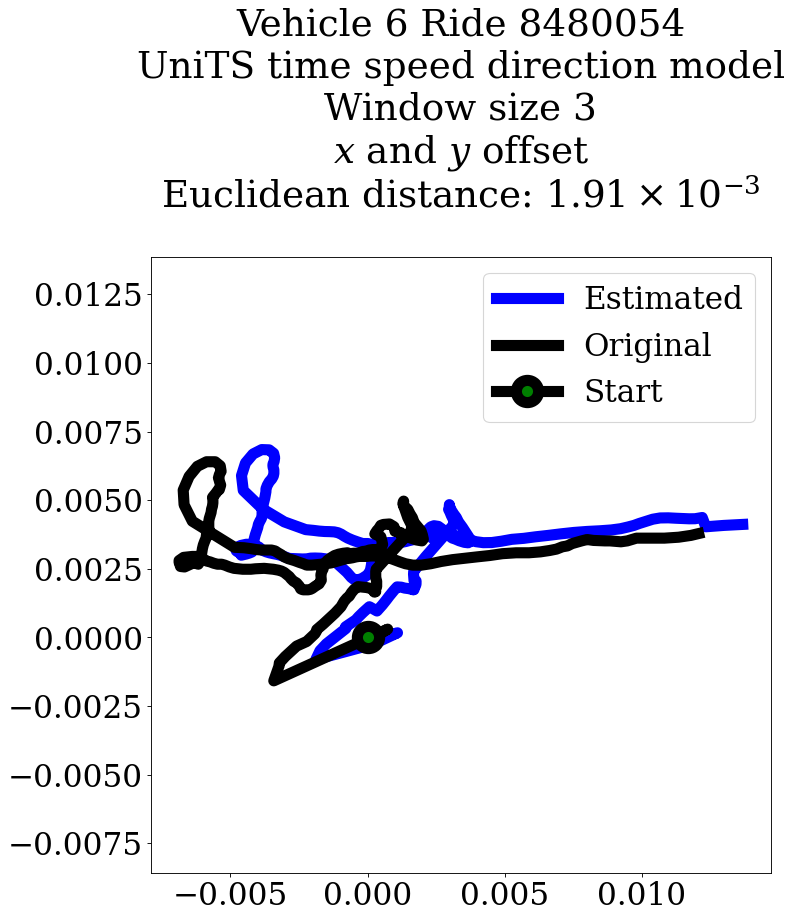 Vehicle 6 Ride 8480054
UniTS time speed direction model
Window size 3
x and y offset
Euclidean distance: 1.91 × 10⁻³
Estimated
Original
Start
0.0125
0.0100
0.0075
0.0050
0.0025
0.0000
−0.0025
−0.0050
−0.0075
−0.005 0.000 0.005 0.010